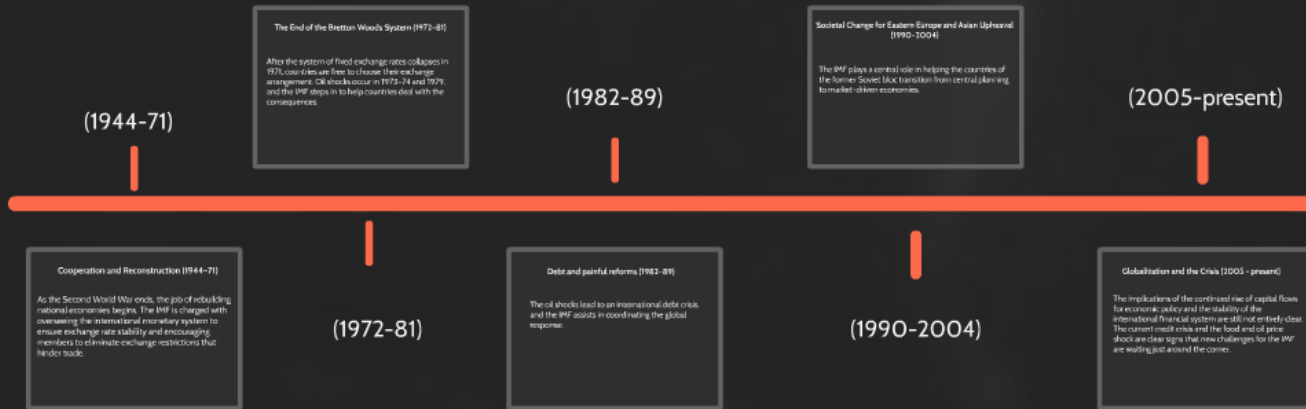 (1944-71)
Cooperation and Reconstruction (1944-71)
As the Second World War ends, the job of rebuilding
national economies begins. The IMF is charged with
overseeing the international monetary system to
ensure exchange rate stability and encouraging
members to eliminate exchange restrictions that
hinder trade.
The End of the Bretton Woods System (1972-81)
After the system of fixed exchange rates collapses in
1971, countries are free to choose their exchange
arrangement. Oil shocks occur in 1973-74 and 1979,
and the IMF steps in to help countries deal with the
consequences.
(1972-81)
(1982-89)
Debt and painful reforms (1982-89)
The oil shocks lead to an international debt crisis,
and the IMF assists in coordinating the global
response.
Societal Change for Eastern Europe and Asian Upheaval
(1990-2004)
The IMF plays a central role in helping the countries of
the former Soviet bloc transition from central planning
to market-driven economies.
(1990-2004)
(2005-present)
Globalization and the Crisis (2005 - present)
The implications of the continued rise of capital flows
for economic policy and the stability of the
international financial system are still not entirely clear.
The current credit crisis and the food and oil price
shock are clear signs that new challenges for the IMF
are waiting just around the corner.